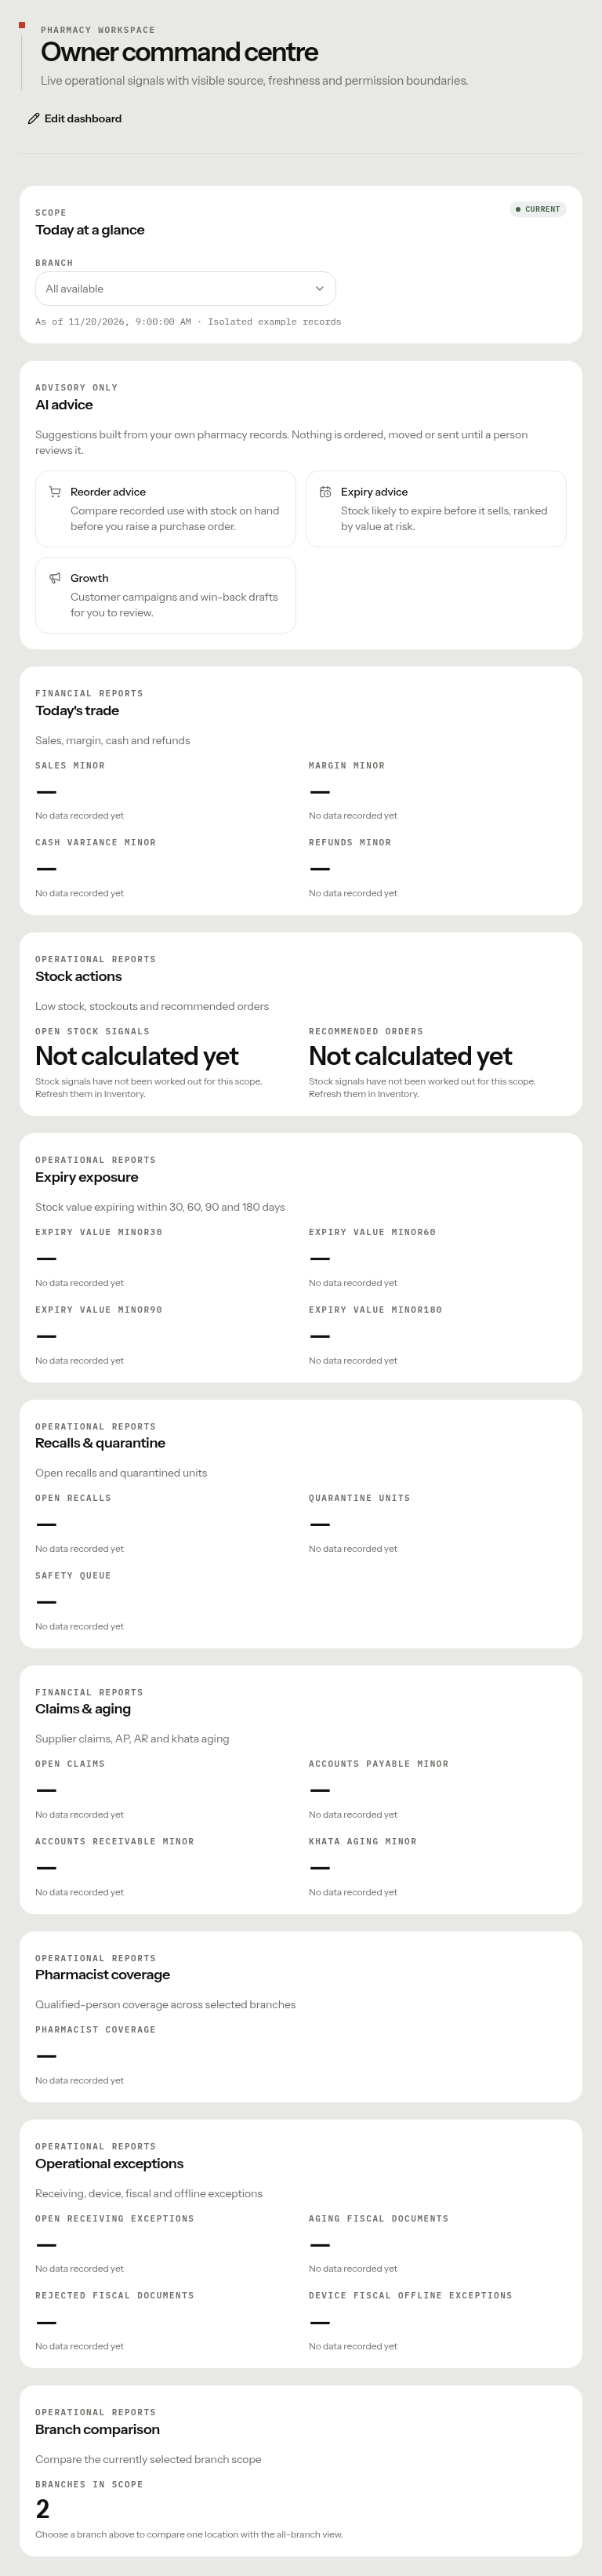 PHARMACY WORKSPACE
Owner command centre
Live operational signals with visible source, freshness and permission boundaries.
Edit dashboard
SCOPE
CURRENT
Today at a glance
BRANCH
All available
As of 11/20/2026, 9:00:00 AM · Isolated example records
ADVISORY ONLY
AI advice
Suggestions built from your own pharmacy records. Nothing is ordered, moved or sent until a person
reviews it.
Reorder advice
Compare recorded use with stock on hand
before you raise a purchase order.
Expiry advice
Stock likely to expire before it sells, ranked
by value at risk.
Growth
Customer campaigns and win-back drafts
for you to review.
FINANCIAL REPORTS
Today's trade
Sales, margin, cash and refunds
SALES MINOR
—
No data recorded yet
MARGIN MINOR
—
No data recorded yet
CASH VARIANCE MINOR
—
No data recorded yet
REFUNDS MINOR
—
No data recorded yet
OPERATIONAL REPORTS
Stock actions
Low stock, stockouts and recommended orders
OPEN STOCK SIGNALS
Not calculated yet
Stock signals have not been worked out for this scope.
Refresh them in Inventory.
RECOMMENDED ORDERS
Not calculated yet
Stock signals have not been worked out for this scope.
Refresh them in Inventory.
OPERATIONAL REPORTS
Expiry exposure
Stock value expiring within 30, 60, 90 and 180 days
EXPIRY VALUE MINOR30
—
No data recorded yet
EXPIRY VALUE MINOR60
—
No data recorded yet
EXPIRY VALUE MINOR90
—
No data recorded yet
EXPIRY VALUE MINOR180
—
No data recorded yet
OPERATIONAL REPORTS
Recalls & quarantine
Open recalls and quarantined units
OPEN RECALLS
—
No data recorded yet
QUARANTINE UNITS
—
No data recorded yet
SAFETY QUEUE
—
No data recorded yet
FINANCIAL REPORTS
Claims & aging
Supplier claims, AP, AR and khata aging
OPEN CLAIMS
—
No data recorded yet
ACCOUNTS PAYABLE MINOR
—
No data recorded yet
ACCOUNTS RECEIVABLE MINOR
—
No data recorded yet
KHATA AGING MINOR
—
No data recorded yet
OPERATIONAL REPORTS
Pharmacist coverage
Qualified-person coverage across selected branches
PHARMACIST COVERAGE
—
No data recorded yet
OPERATIONAL REPORTS
Operational exceptions
Receiving, device, fiscal and offline exceptions
OPEN RECEIVING EXCEPTIONS
—
No data recorded yet
AGING FISCAL DOCUMENTS
—
No data recorded yet
REJECTED FISCAL DOCUMENTS
—
No data recorded yet
DEVICE FISCAL OFFLINE EXCEPTIONS
—
No data recorded yet
OPERATIONAL REPORTS
Branch comparison
Compare the currently selected branch scope
BRANCHES IN SCOPE
2
Choose a branch above to compare one location with the all-branch view.